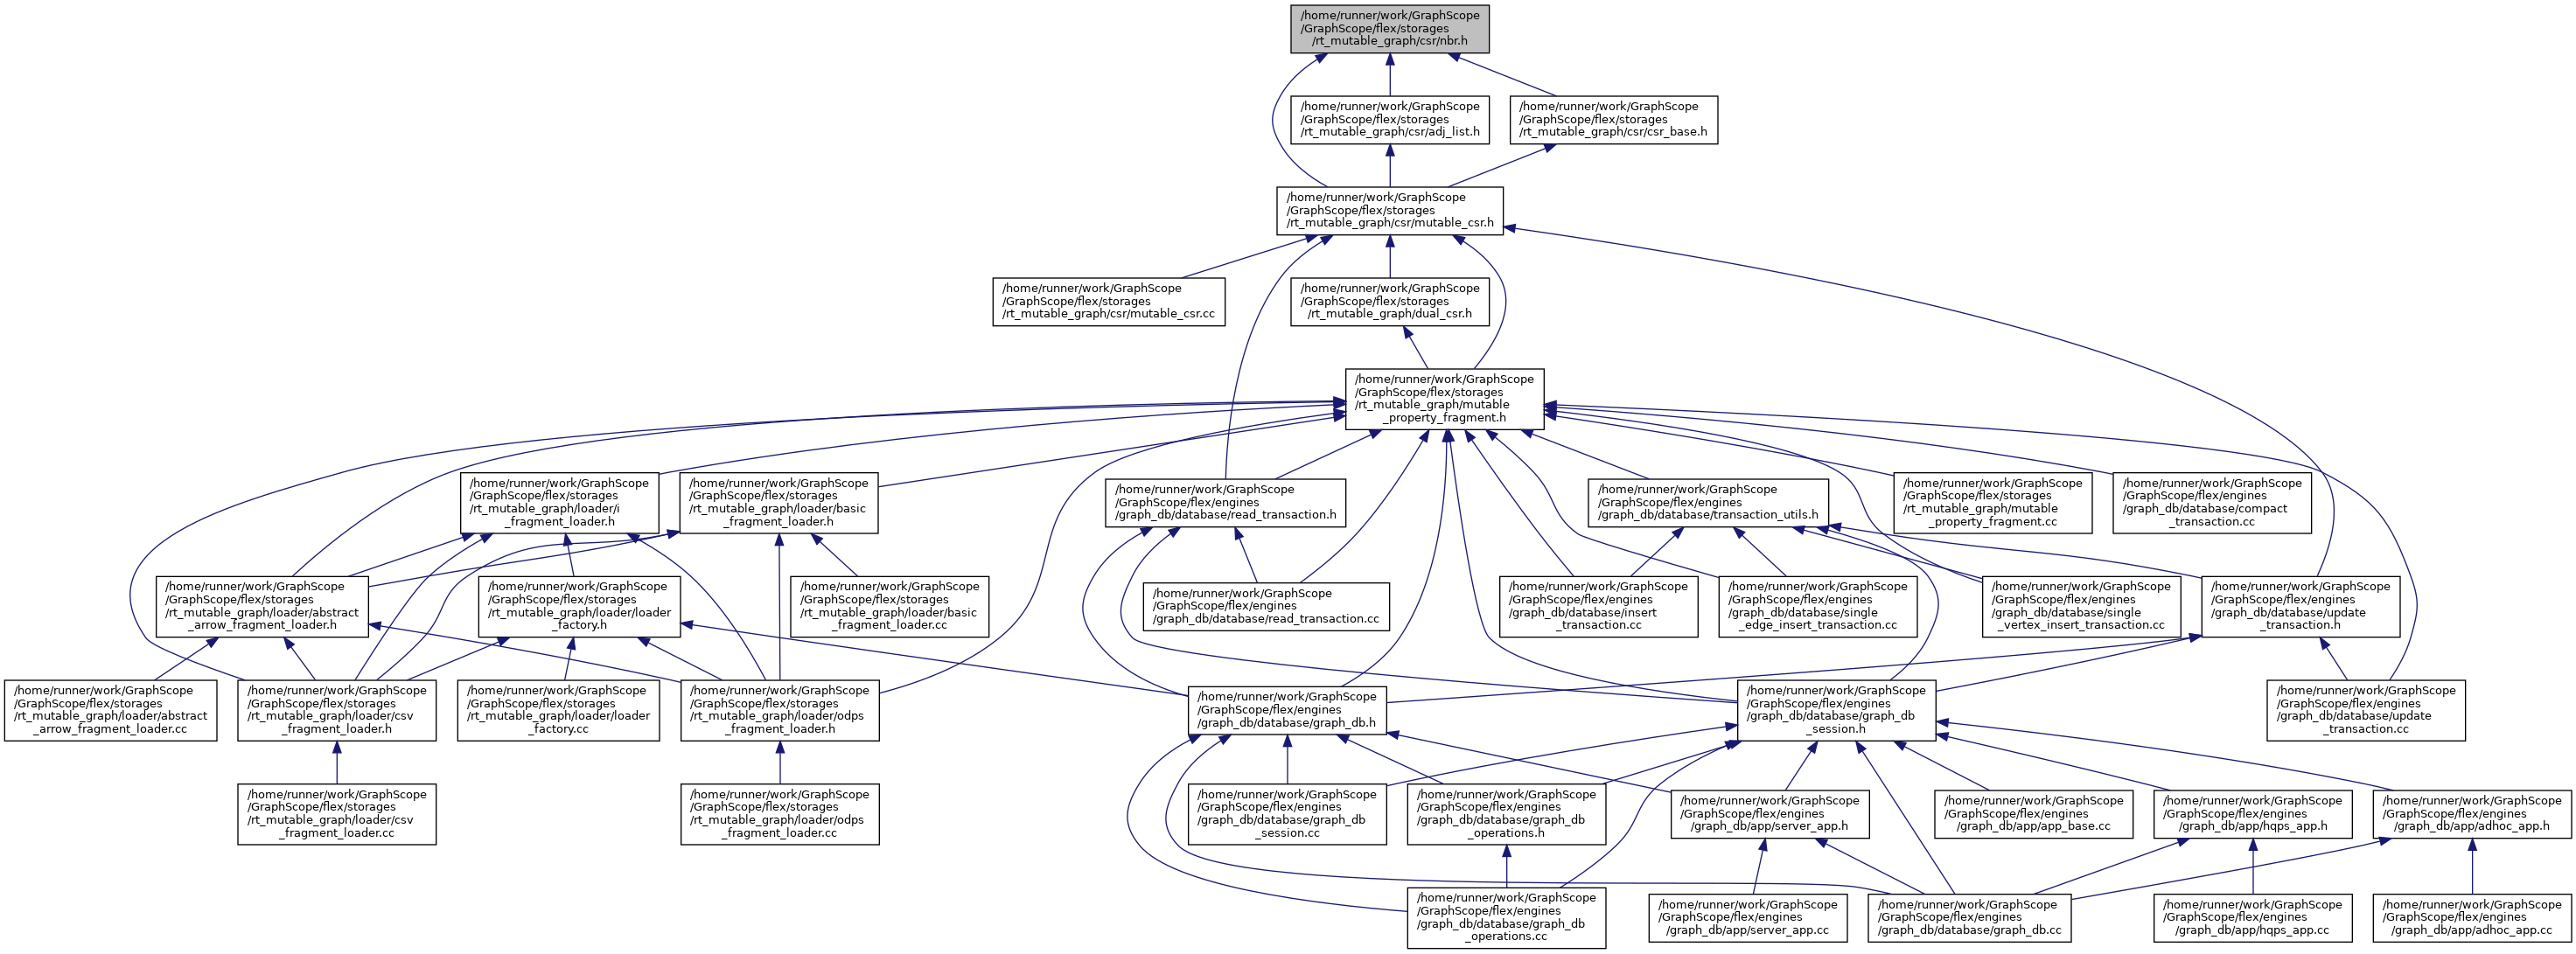 /home/runner/work/GraphScope
/GraphScope/flex/storages
/rt_mutable_graph/csr/nbr.h
/home/runner/work/GraphScope
/GraphScope/flex/storages
/rt_mutable_graph/csr/adj_list.h
/home/runner/work/GraphScope
/GraphScope/flex/storages
/rt_mutable_graph/csr/csr_base.h
/home/runner/work/GraphScope
/GraphScope/flex/storages
/rt_mutable_graph/csr/mutable_csr.h
/home/runner/work/GraphScope
/GraphScope/flex/storages
/rt_mutable_graph/csr/mutable_csr.cc
/home/runner/work/GraphScope
/GraphScope/flex/storages
/rt_mutable_graph/dual_csr.h
/home/runner/work/GraphScope
/GraphScope/flex/storages
/rt_mutable_graph/mutable
_property_fragment.h
/home/runner/work/GraphScope
/GraphScope/flex/storages
/rt_mutable_graph/loader/i
_fragment_loader.h
/home/runner/work/GraphScope
/GraphScope/flex/storages
/rt_mutable_graph/loader/basic
_fragment_loader.h
/home/runner/work/GraphScope
/GraphScope/flex/engines
/graph_db/database/read_transaction.h
/home/runner/work/GraphScope
/GraphScope/flex/engines
/graph_db/database/transaction_utils.h
/home/runner/work/GraphScope
/GraphScope/flex/storages
/rt_mutable_graph/mutable
_property_fragment.cc
/home/runner/work/GraphScope
/GraphScope/flex/engines
/graph_db/database/compact
_transaction.cc
/home/runner/work/GraphScope
/GraphScope/flex/storages
/rt_mutable_graph/loader/abstract
_arrow_fragment_loader.h
/home/runner/work/GraphScope
/GraphScope/flex/storages
/rt_mutable_graph/loader/loader
_factory.h
/home/runner/work/GraphScope
/GraphScope/flex/storages
/rt_mutable_graph/loader/basic
_fragment_loader.cc
/home/runner/work/GraphScope
/GraphScope/flex/engines
/graph_db/database/read_transaction.cc
/home/runner/work/GraphScope
/GraphScope/flex/engines
/graph_db/database/insert
_transaction.cc
/home/runner/work/GraphScope
/GraphScope/flex/engines
/graph_db/database/single
_edge_insert_transaction.cc
/home/runner/work/GraphScope
/GraphScope/flex/engines
/graph_db/database/single
_vertex_insert_transaction.cc
/home/runner/work/GraphScope
/GraphScope/flex/engines
/graph_db/database/update
_transaction.h
/home/runner/work/GraphScope
/GraphScope/flex/storages
/rt_mutable_graph/loader/abstract
_arrow_fragment_loader.cc
/home/runner/work/GraphScope
/GraphScope/flex/storages
/rt_mutable_graph/loader/csv
_fragment_loader.h
/home/runner/work/GraphScope
/GraphScope/flex/storages
/rt_mutable_graph/loader/loader
_factory.cc
/home/runner/work/GraphScope
/GraphScope/flex/storages
/rt_mutable_graph/loader/odps
_fragment_loader.h
/home/runner/work/GraphScope
/GraphScope/flex/engines
/graph_db/database/graph_db.h
/home/runner/work/GraphScope
/GraphScope/flex/engines
/graph_db/database/graph_db
_session.h
/home/runner/work/GraphScope
/GraphScope/flex/engines
/graph_db/database/update
_transaction.cc
/home/runner/work/GraphScope
/GraphScope/flex/storages
/rt_mutable_graph/loader/csv
_fragment_loader.cc
/home/runner/work/GraphScope
/GraphScope/flex/storages
/rt_mutable_graph/loader/odps
_fragment_loader.cc
/home/runner/work/GraphScope
/GraphScope/flex/engines
/graph_db/database/graph_db
_session.cc
/home/runner/work/GraphScope
/GraphScope/flex/engines
/graph_db/database/graph_db
_operations.h
/home/runner/work/GraphScope
/GraphScope/flex/engines
/graph_db/app/server_app.h
/home/runner/work/GraphScope
/GraphScope/flex/engines
/graph_db/app/app_base.cc
/home/runner/work/GraphScope
/GraphScope/flex/engines
/graph_db/app/hqps_app.h
/home/runner/work/GraphScope
/GraphScope/flex/engines
/graph_db/app/adhoc_app.h
/home/runner/work/GraphScope
/GraphScope/flex/engines
/graph_db/database/graph_db
_operations.cc
/home/runner/work/GraphScope
/GraphScope/flex/engines
/graph_db/app/server_app.cc
/home/runner/work/GraphScope
/GraphScope/flex/engines
/graph_db/database/graph_db.cc
/home/runner/work/GraphScope
/GraphScope/flex/engines
/graph_db/app/hqps_app.cc
/home/runner/work/GraphScope
/GraphScope/flex/engines
/graph_db/app/adhoc_app.cc